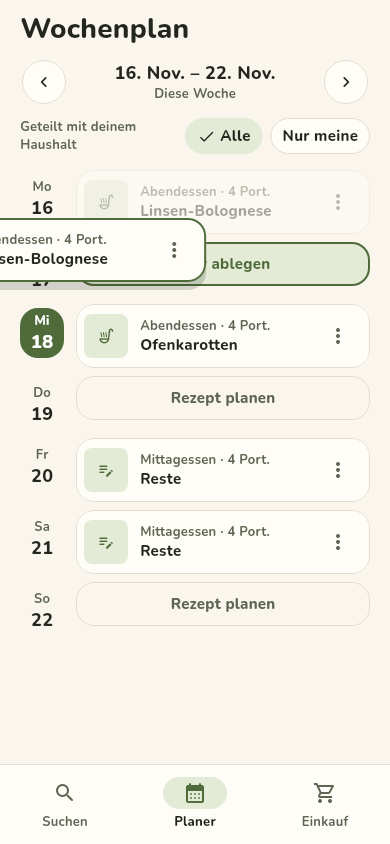 Wochenplan
16. Nov. – 22. Nov.
Diese Woche
Geteilt mit deinem
Haushalt
Alle
Nur meine
Mo
16
Abendessen · 4 Port.
Linsen-Bolognese
endessen · 4 Port.
sen-Bolognese
ablegen
17
Mi
18
Abendessen · 4 Port.
Ofenkarotten
Do
19
Rezept planen
Fr
20
Mittagessen · 4 Port.
Reste
Sa
21
Mittagessen · 4 Port.
Reste
So
22
Rezept planen
Suchen
Planer
Einkauf